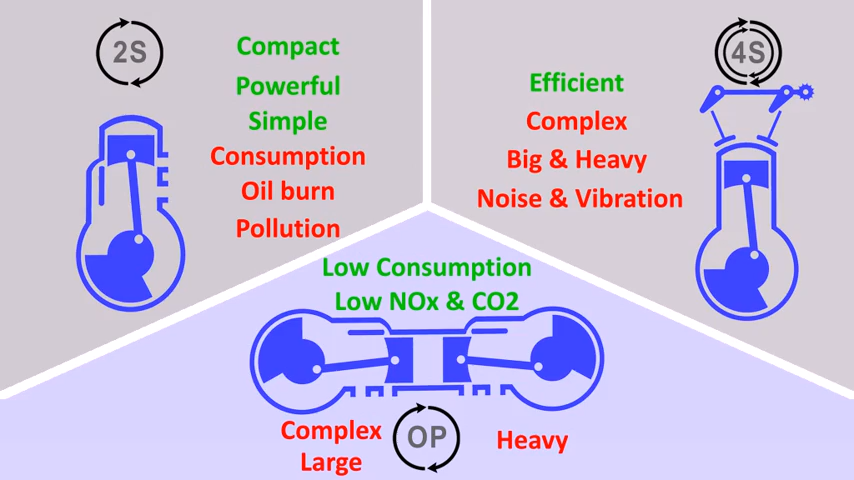 2S
Compact
Powerful
Simple
Consumption
Oil burn
Pollution
4S
Efficient
Complex
Big & Heavy
Noise & Vibration
Low Consumption
Low NOx & CO2
OP
Complex
Large
Heavy